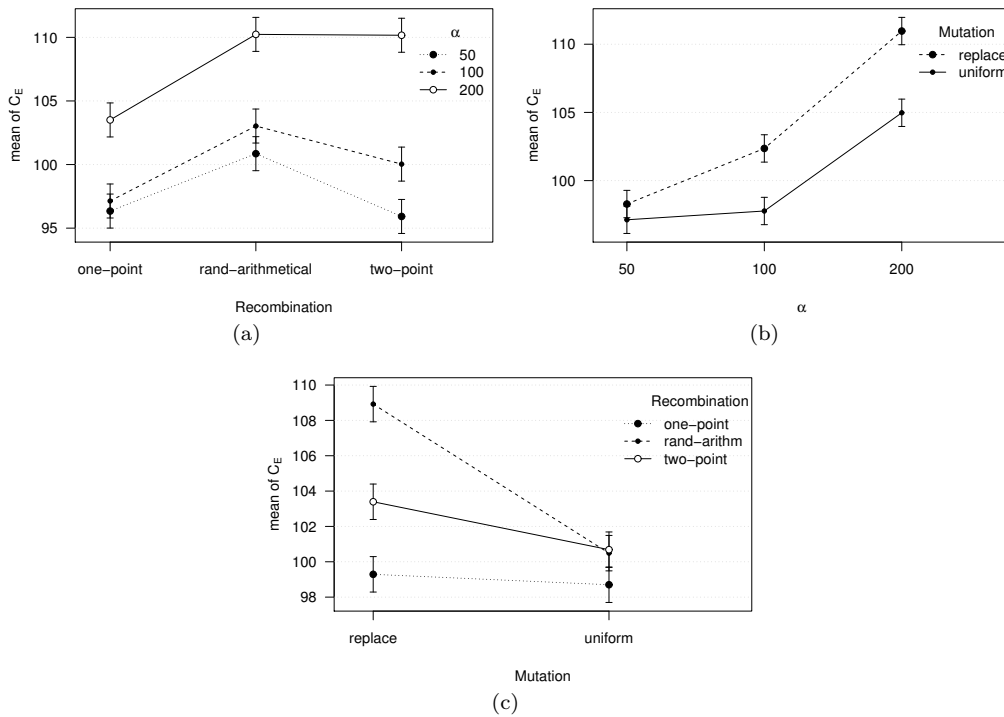 110
105
100
95
mean of C_E
α
50
100
200
one−point
rand−arithmetical
two−point
Recombination
(a)
110
105
100
mean of C_E
Mutation
replace
uniform
50
100
200
α
(b)
110
108
106
104
102
100
98
mean of C_E
Recombination
one−point
rand−arithm
two−point
replace
uniform
Mutation
(c)